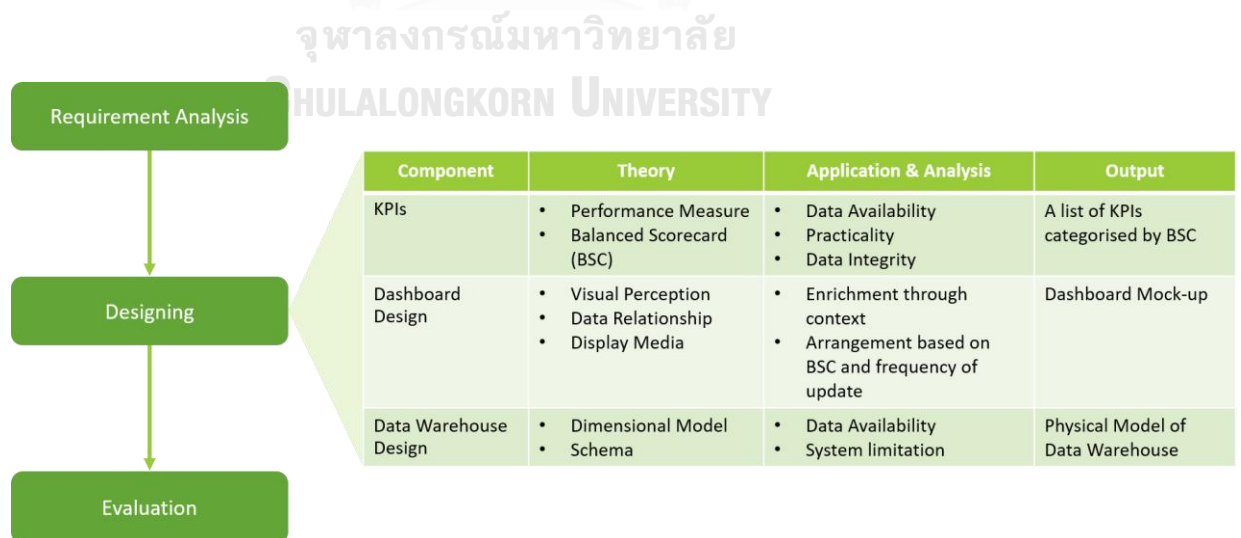 จุฬาลงกรณ์มหาวิทยาลัย
CHULALONGKORN UNIVERSITY
Requirement Analysis
Designing
Evaluation
Component Theory Application & Analysis Output
KPIs
• Performance Measure
• Balanced Scorecard
(BSC)
• Data Availability
• Practicality
• Data Integrity
A list of KPIs
categorised by BSC
Dashboard
Design
• Visual Perception
• Data Relationship
• Display Media
• Enrichment through
context
• Arrangement based on
BSC and frequency of
update
Dashboard Mock-up
Data Warehouse
Design
• Dimensional Model
• Schema
• Data Availability
• System limitation
Physical Model of
Data Warehouse